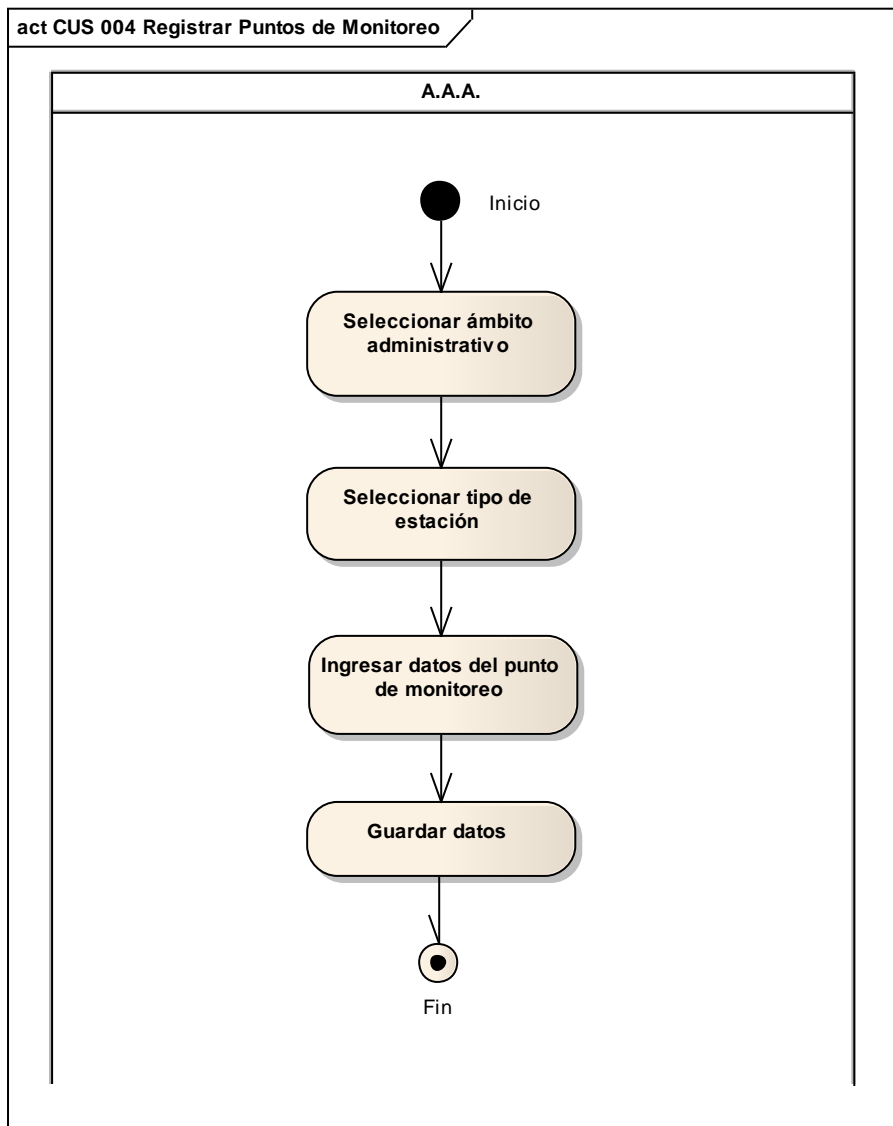 act CUS 004 Registrar Puntos de Monitoreo
A.A.A.
Inicio
Seleccionar ámbito
administrativo
Seleccionar tipo de
estación
Ingresar datos del punto
de monitoreo
Guardar datos
Fin